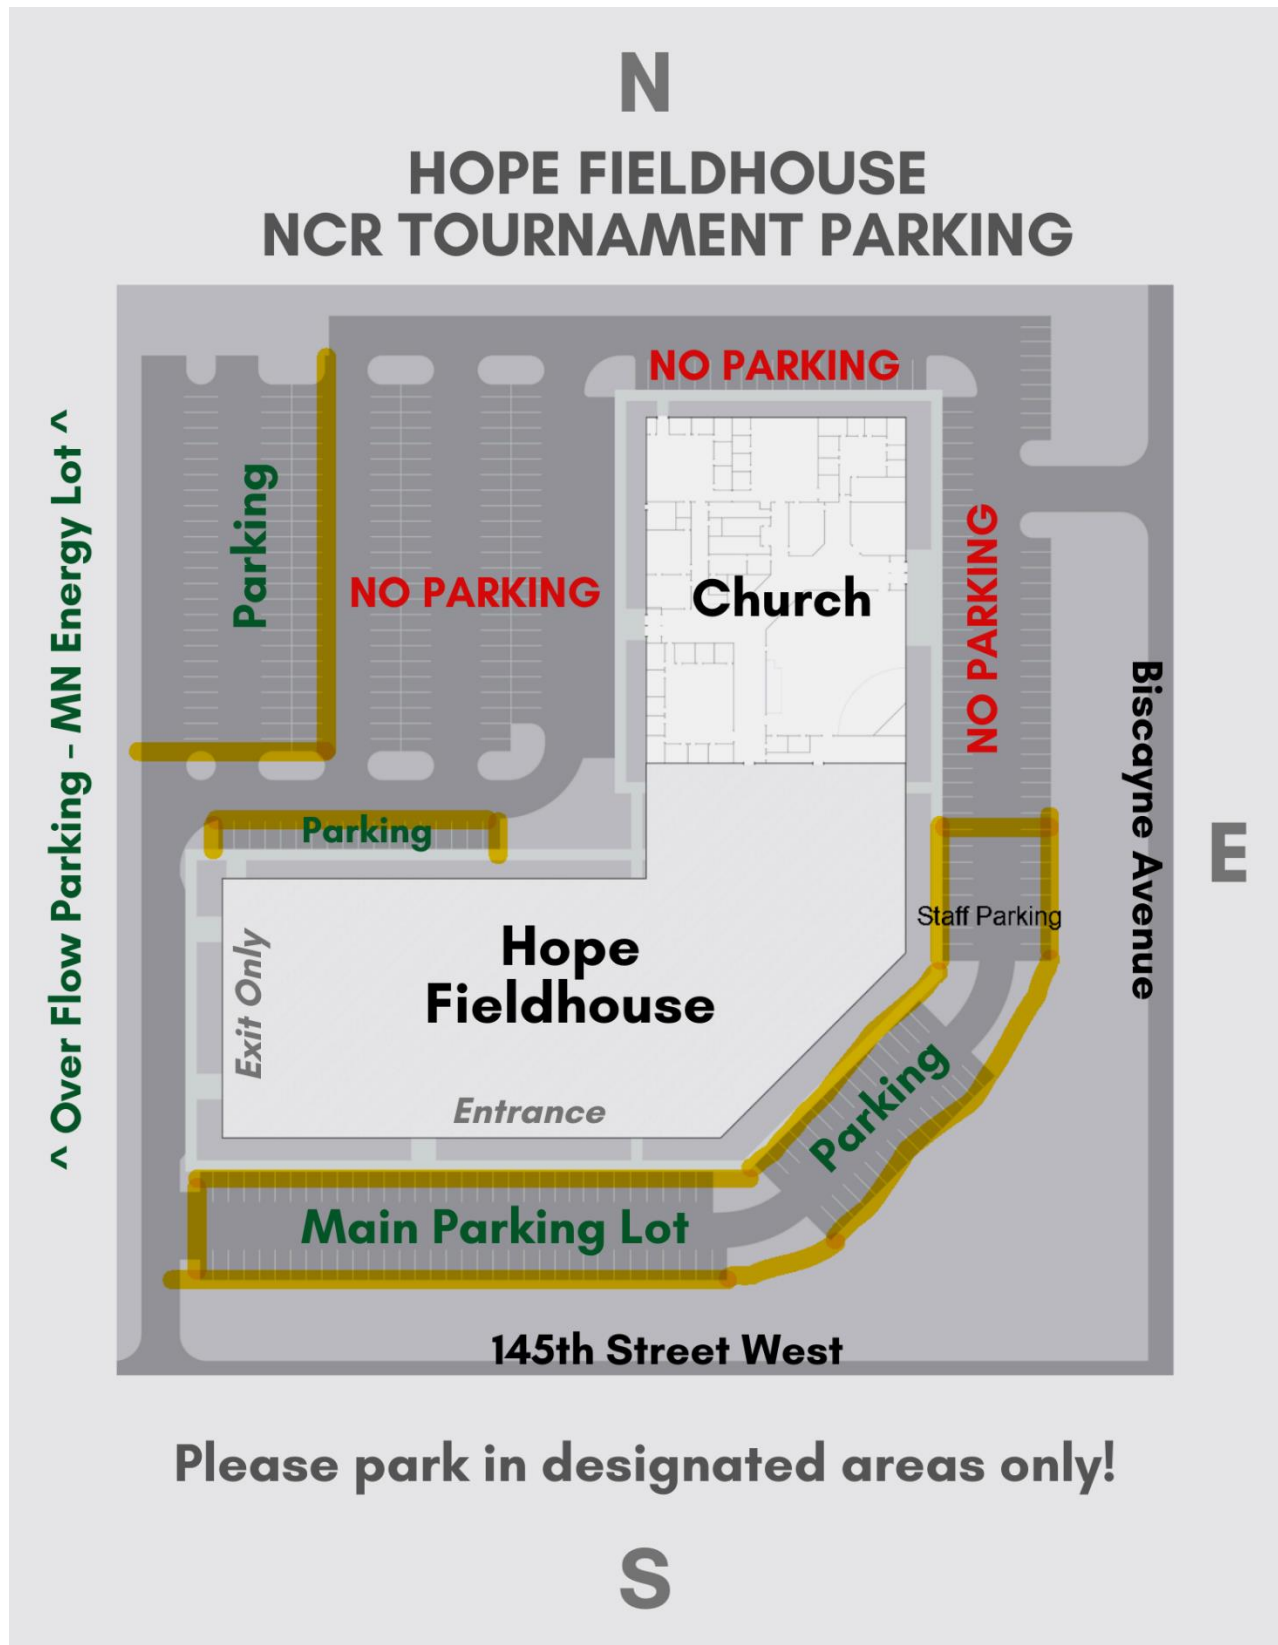 N
HOPE FIELDHOUSE
NCR TOURNAMENT PARKING
NO PARKING
Parking
NO PARKING
Church
NO PARKING
^ Over Flow Parking - MN Energy Lot ^
Biscayne Avenue
E
Parking
Staff Parking
Hope
Fieldhouse
Exit Only
Entrance
Parking
Main Parking Lot
145th Street West
Please park in designated areas only!
S